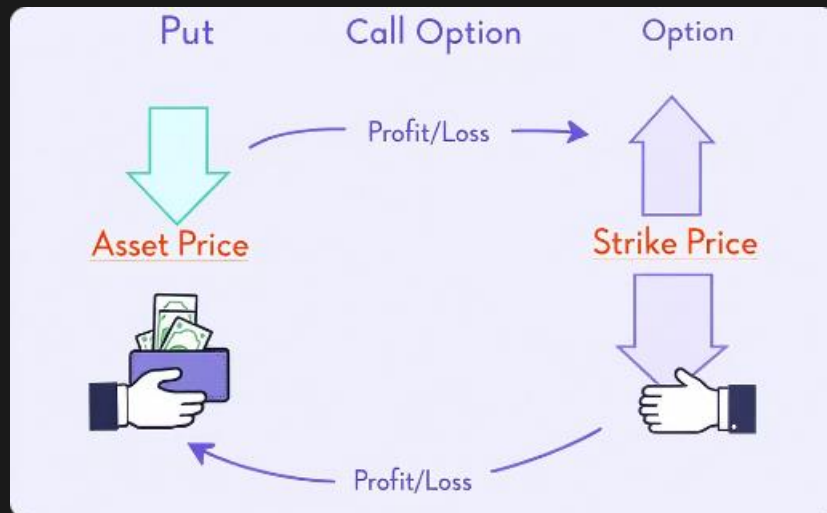 Put
Call Option
Option
Profit/Loss
Asset Price
Strike Price
Profit/Loss